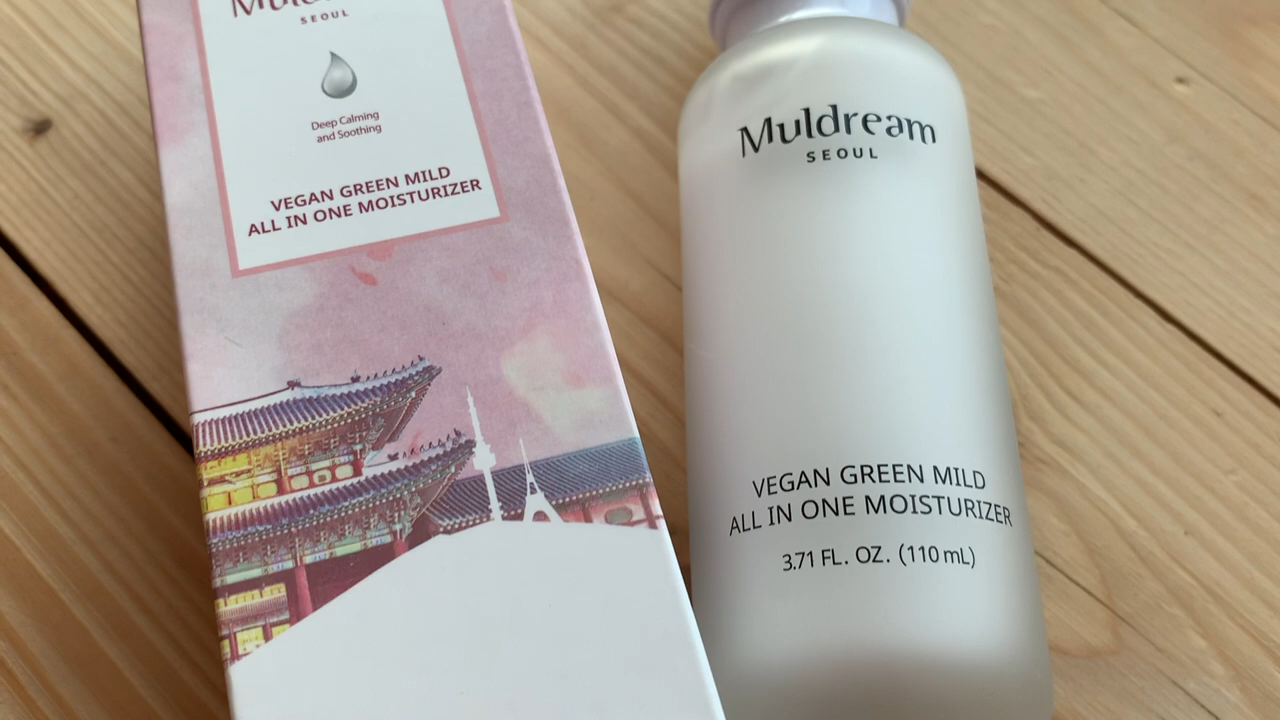 Muldream
SEOUL
Deep Calming
and Soothing
VEGAN GREEN MILD
ALL IN ONE MOISTURIZER
Muldream
SEOUL
VEGAN GREEN MILD
ALL IN ONE MOISTURIZER
3.71 FL. OZ. (110 mL)